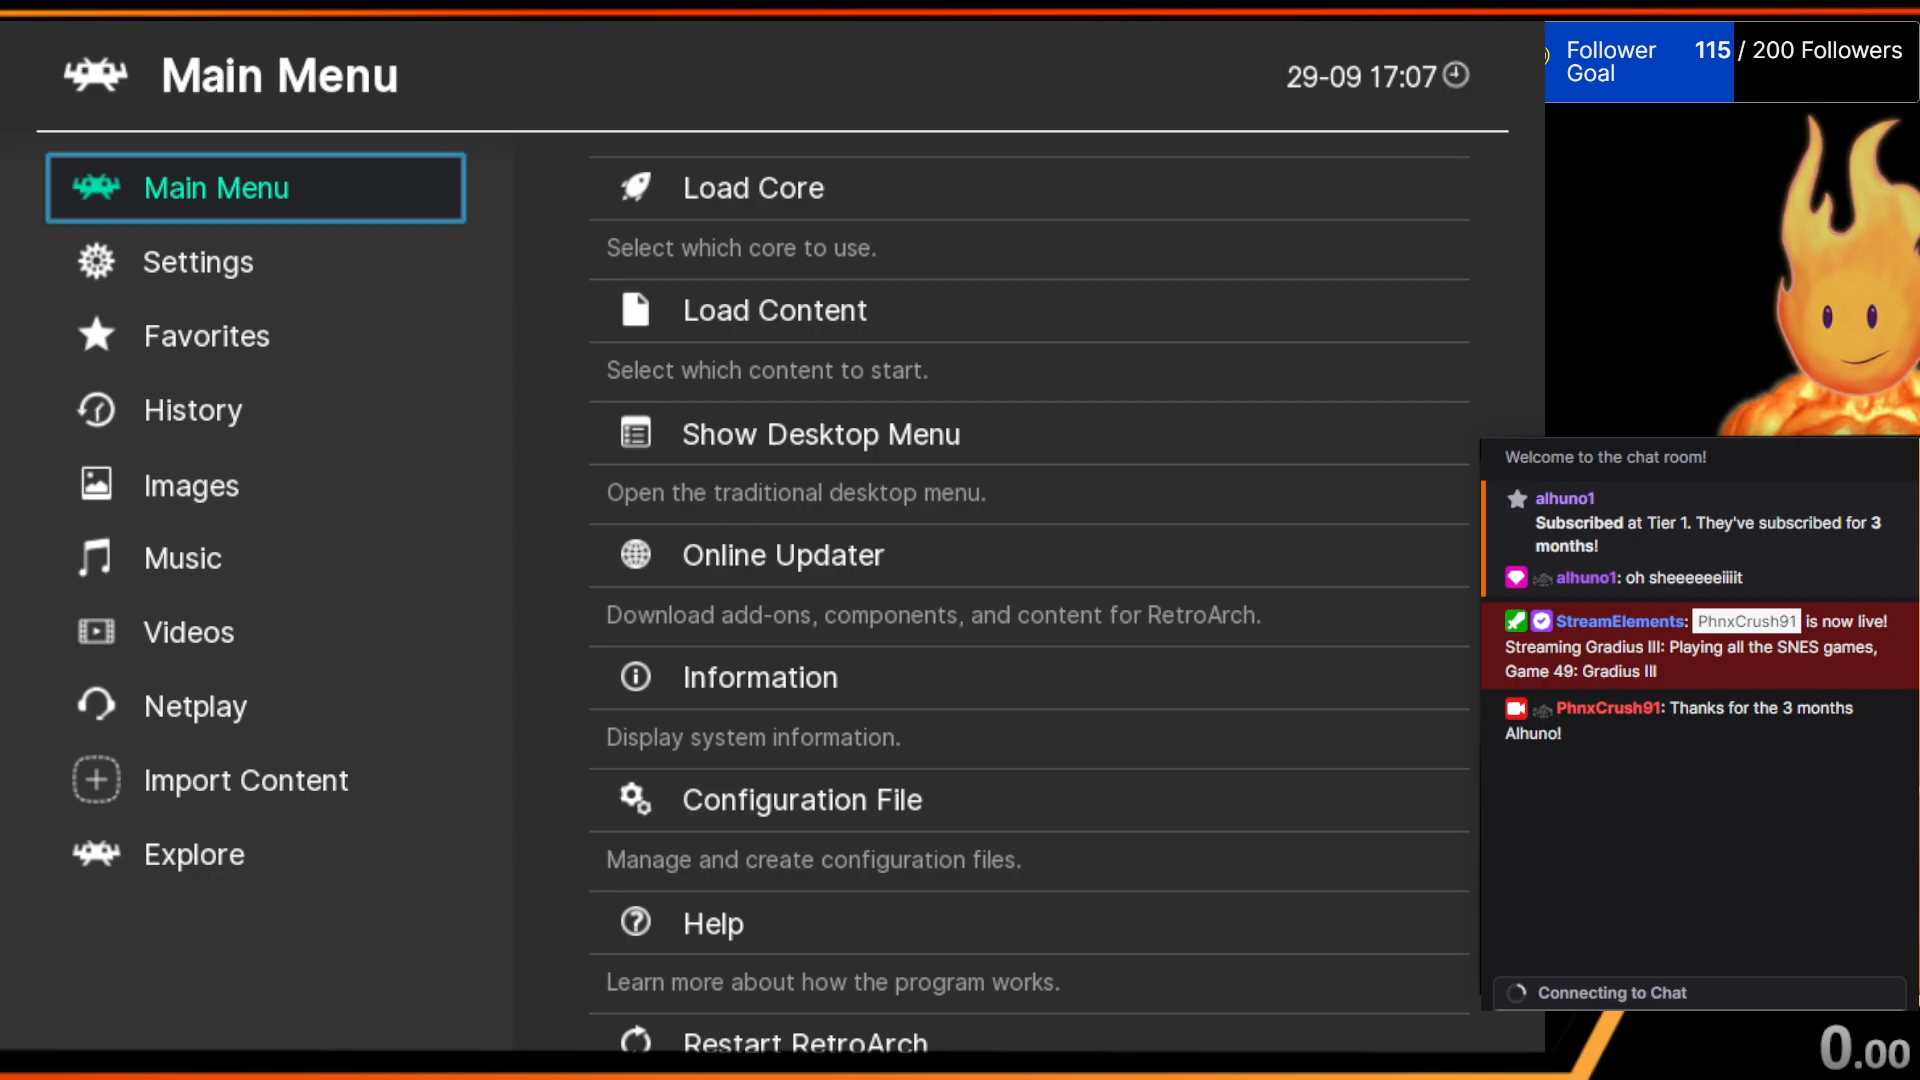 Main Menu
29-09 17:07
Main Menu
Settings
Favorites
History
Images
Music
Videos
Netplay
Import Content
Explore
Load Core
Select which core to use.
Load Content
Select which content to start.
Show Desktop Menu
Open the traditional desktop menu.
Online Updater
Download add-ons, components, and content for RetroArch.
Information
Display system information.
Configuration File
Manage and create configuration files.
Help
Learn more about how the program works.
Restart RetroArch
Follower Goal
115 / 200 Followers
Welcome to the chat room!
alhuno1
Subscribed at Tier 1. They've subscribed for 3
months!
alhuno1: oh sheeeeeeiiiit
StreamElements: PhnxCrush91 is now live!
Streaming Gradius III: Playing all the SNES games,
Game 49: Gradius III
PhnxCrush91: Thanks for the 3 months
Alhuno!
Connecting to Chat
0.00